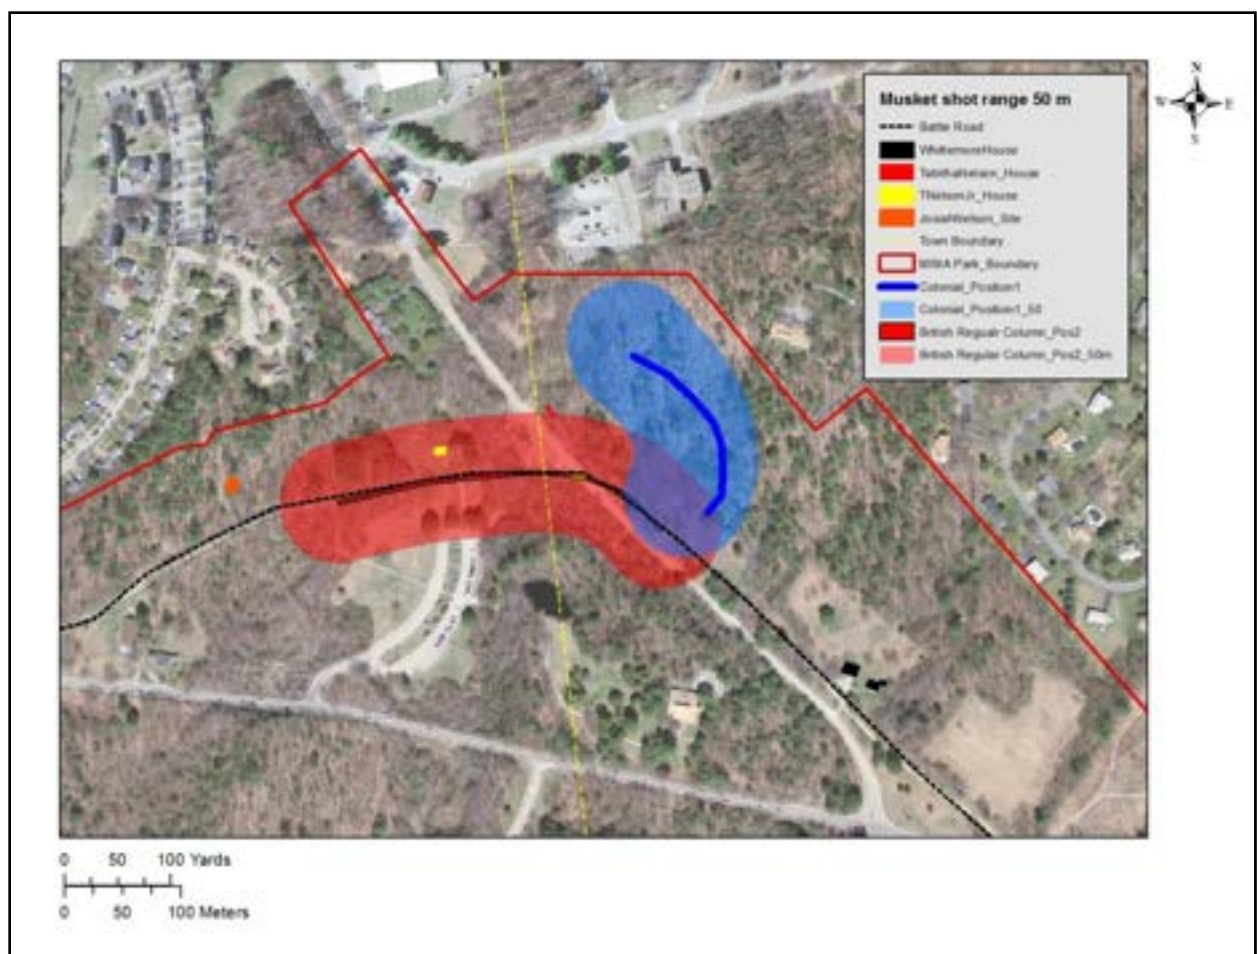 N
W E
S
Musket shot range 50 m
Battle Road
WhittemoreHouse
TabithaNelson_House
TNelsonJr_House
JosiahNelson_Site
Town Boundary
MIMA Park_Boundary
Colonial_Position1
Colonial_Position1_50
British Regualr Column_Pos2
British Regular Column_Pos2_50m
0 50 100 Yards
0 50 100 Meters